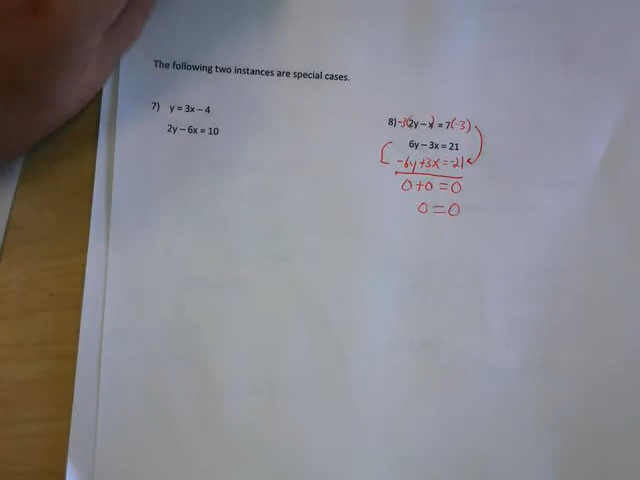 The following two instances are special cases.
7) y = 3x – 4
2y – 6x = 10
8) -3(2y – x) = 7(-3)
6y – 3x = 21
-6y+3x=-21
0+0=0
0=0